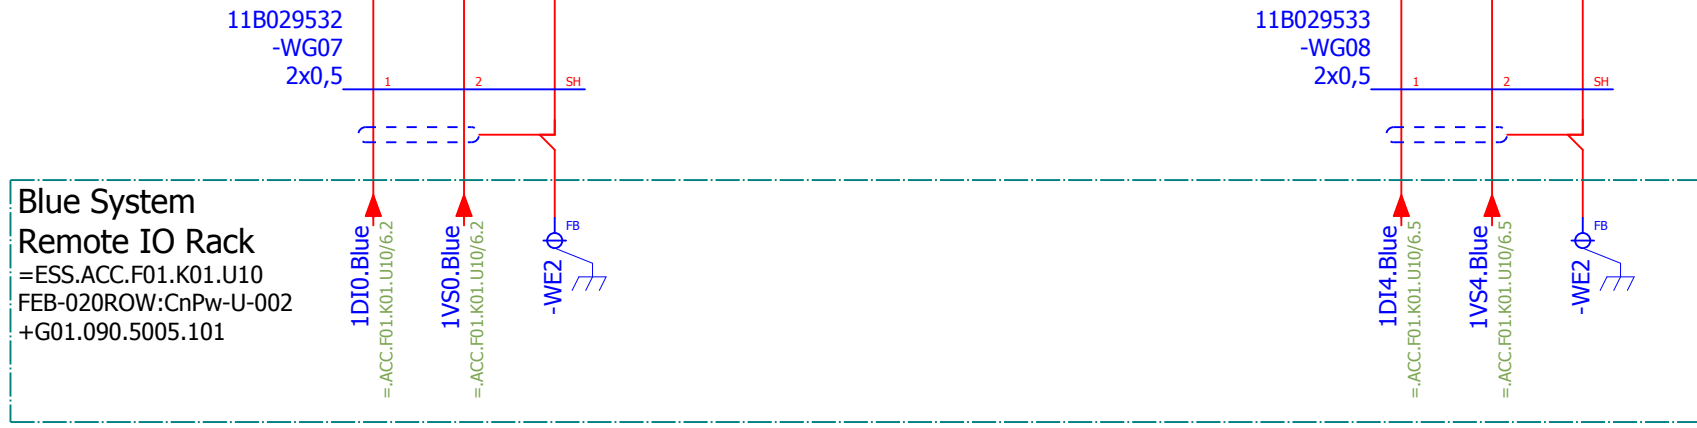 11B029532
-WG07
2x0,5
1
2
SH
11B029533
-WG08
2x0,5
1
2
SH
Blue System
Remote IO Rack
=ESS.ACC.F01.K01.U10
FEB-020ROW:CnPw-U-002
+G01.090.5005.101
1DI0.Blue
=.ACC.F01.K01.U10/6.2
1VS0.Blue
=.ACC.F01.K01.U10/6.2
-WE2
FB
1DI4.Blue
=.ACC.F01.K01.U10/6.5
1VS4.Blue
=.ACC.F01.K01.U10/6.5
-WE2
FB